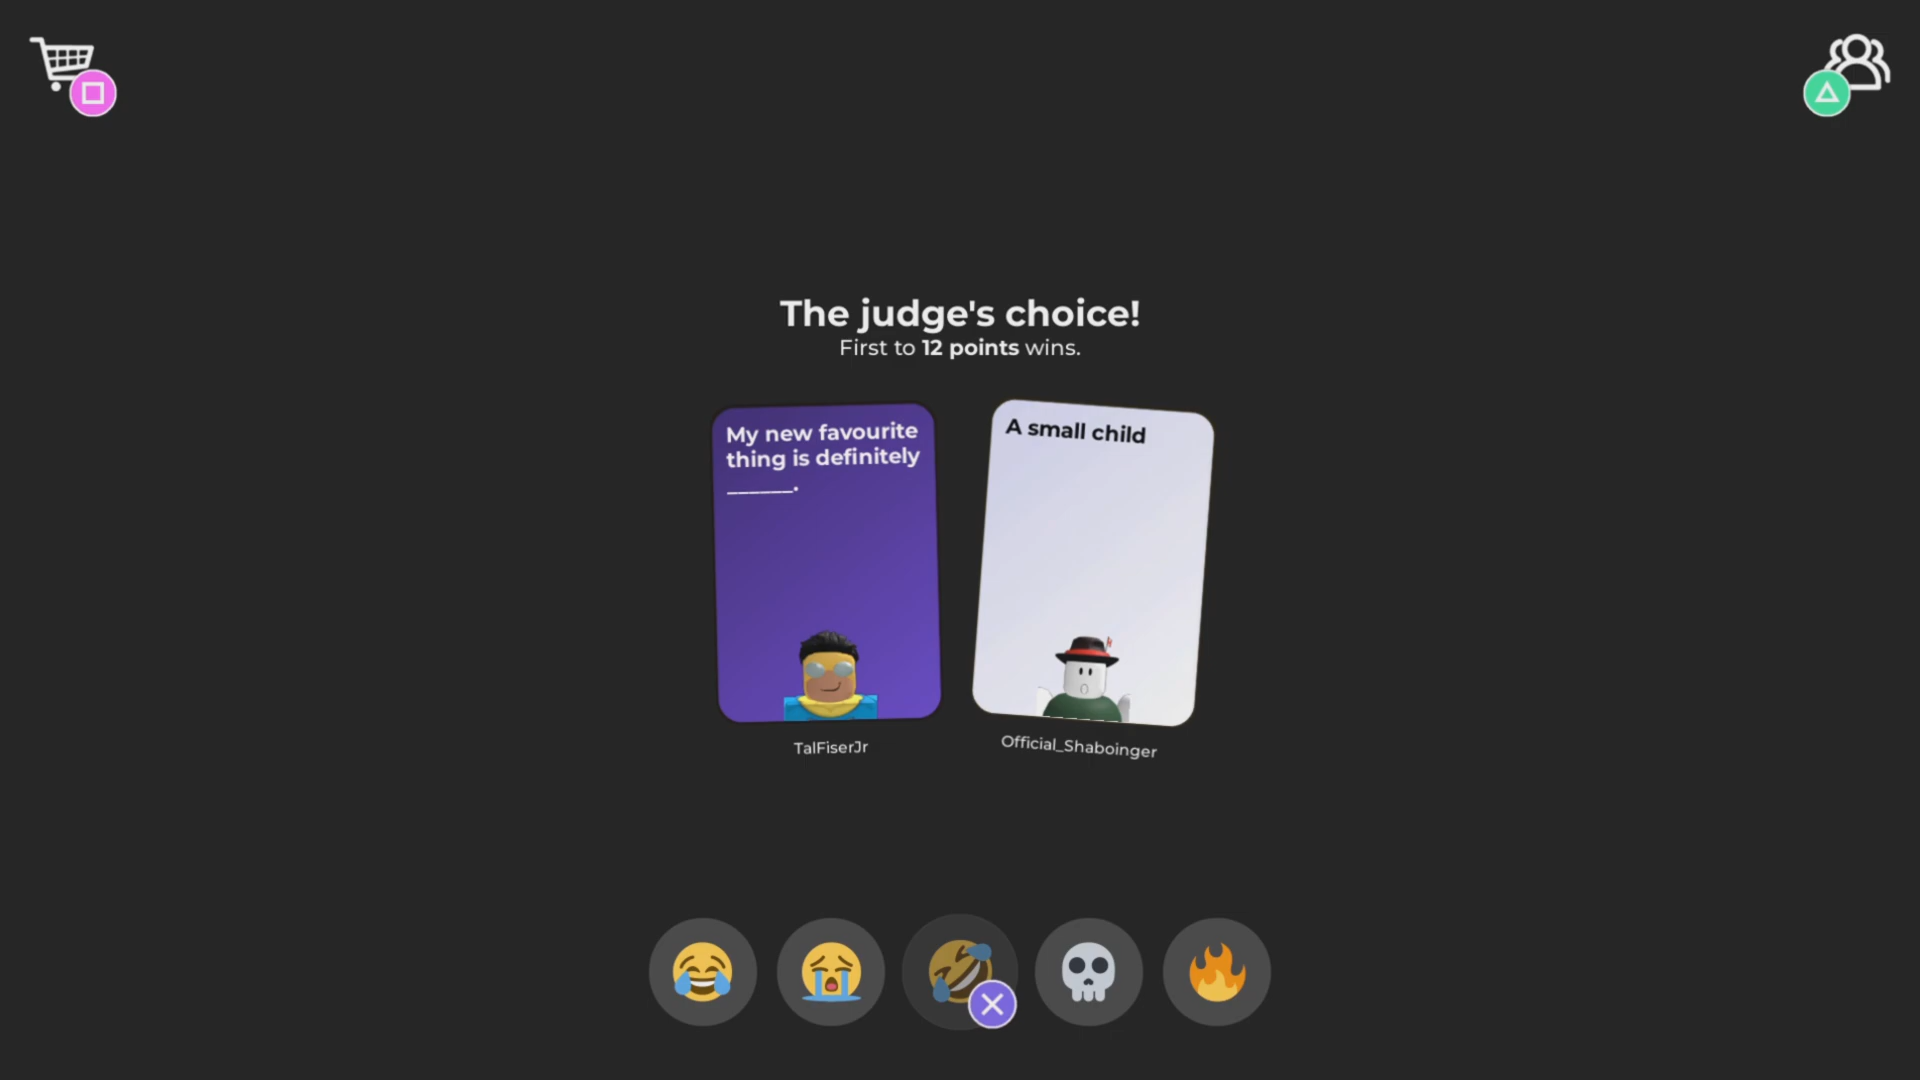 The judge's choice!
First to 12 points wins.
My new favourite
thing is definitely
______.
A small child
TalFiserJr
Official_Shaboinger